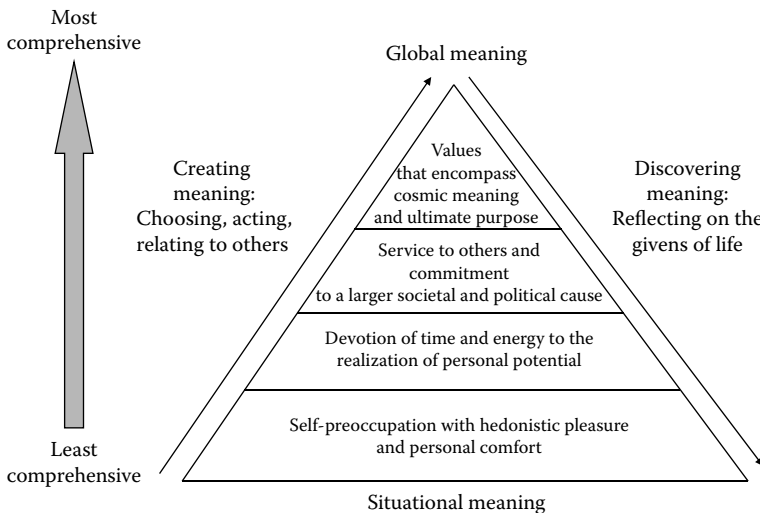 Most
comprehensive
Global meaning
Creating
meaning:
Choosing, acting,
relating to others
Values
that encompass
cosmic meaning
and ultimate purpose
Discovering
meaning:
Reflecting on the
givens of life
Service to others and
commitment
to a larger societal and political cause
Devotion of time and energy to the
realization of personal potential
Self-preoccupation with hedonistic pleasure
and personal comfort
Least
comprehensive
Situational meaning